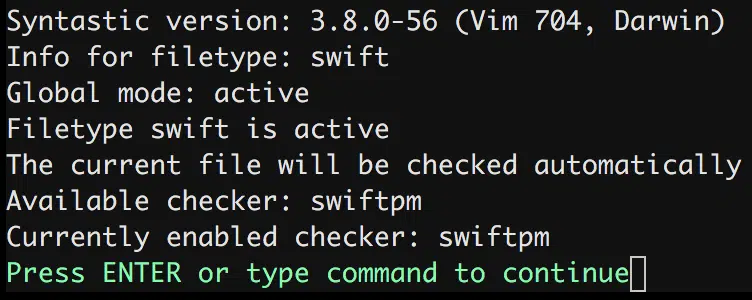 Syntastic version: 3.8.0-56 (Vim 704, Darwin)
Info for filetype: swift
Global mode: active
Filetype swift is active
The current file will be checked automatically
Available checker: swiftpm
Currently enabled checker: swiftpm
Press ENTER or type command to continue